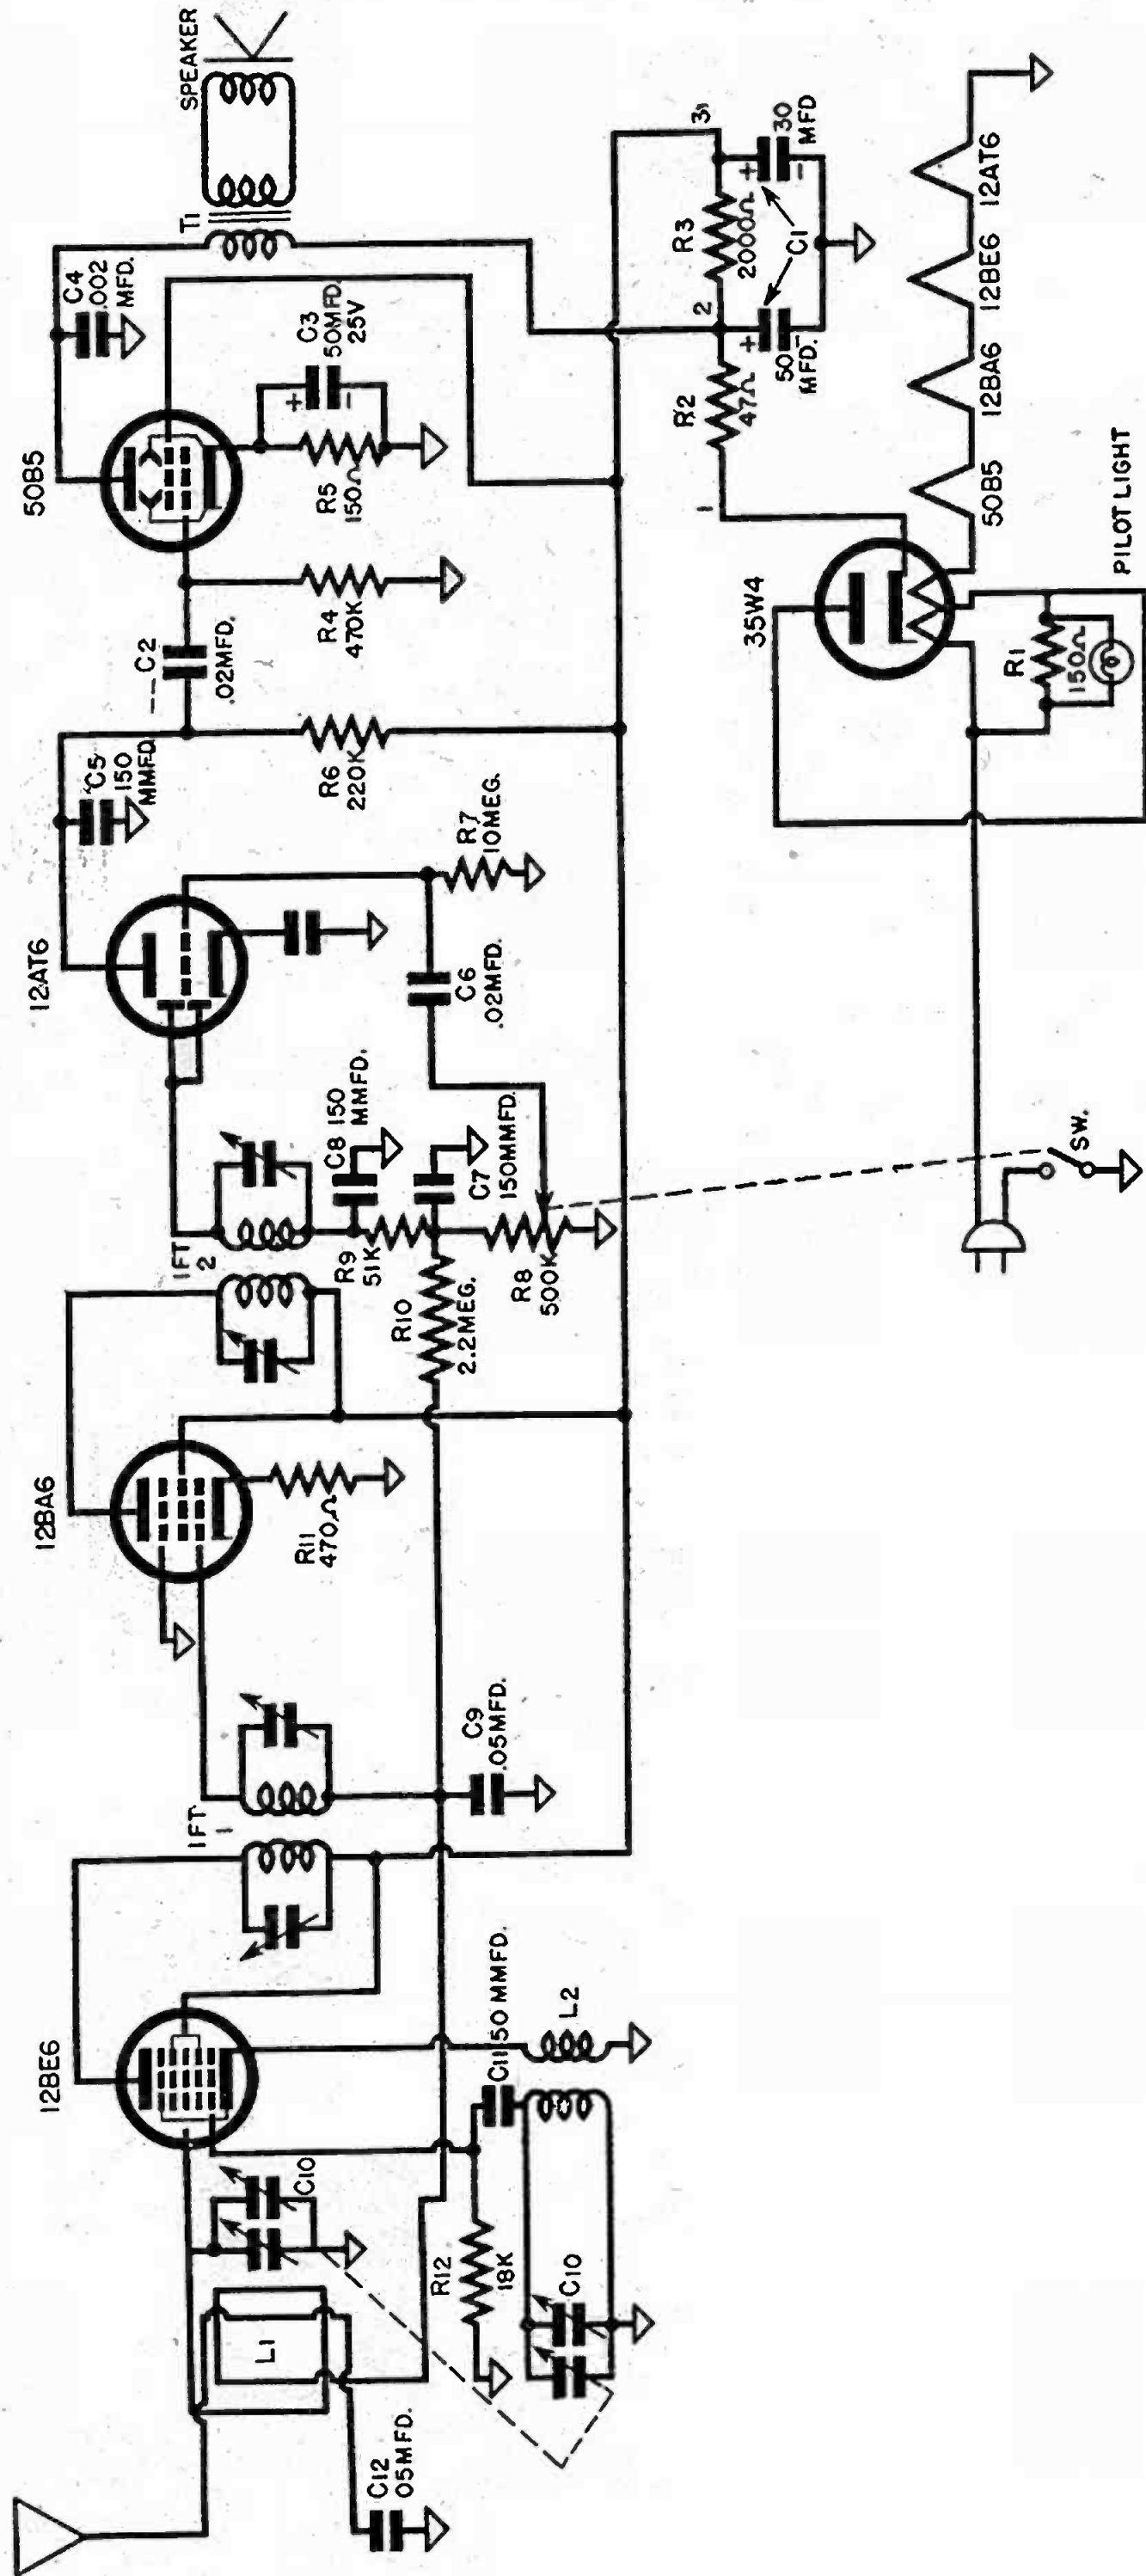 12BE6
IFT
1
12BA6
IFT
2
12AT6
C5
150
MMFD.
C2
.02MFD.
50B5
C4
.002
MFD.
T1
SPEAKER
L1
C12
.05MFD.
C10
R12
18K
C10
C11 50 MMFD.
L2
C9
.05MFD.
R11
470Ω
R10
2.2MEG.
R9
51K
C8 150
MMFD.
C7
150MMFD.
R8
500K
C6
.02MFD.
R7
10MEG.
R6
220K
R4
470K
R5
150Ω
C3
50MFD.
25V
SW.
35W4
R1
150Ω
PILOT LIGHT
1
R2
47Ω
2
R3
2000Ω
3
50
MFD.
C1
30
MFD
50B5
12BA6
12BE6
12AT6